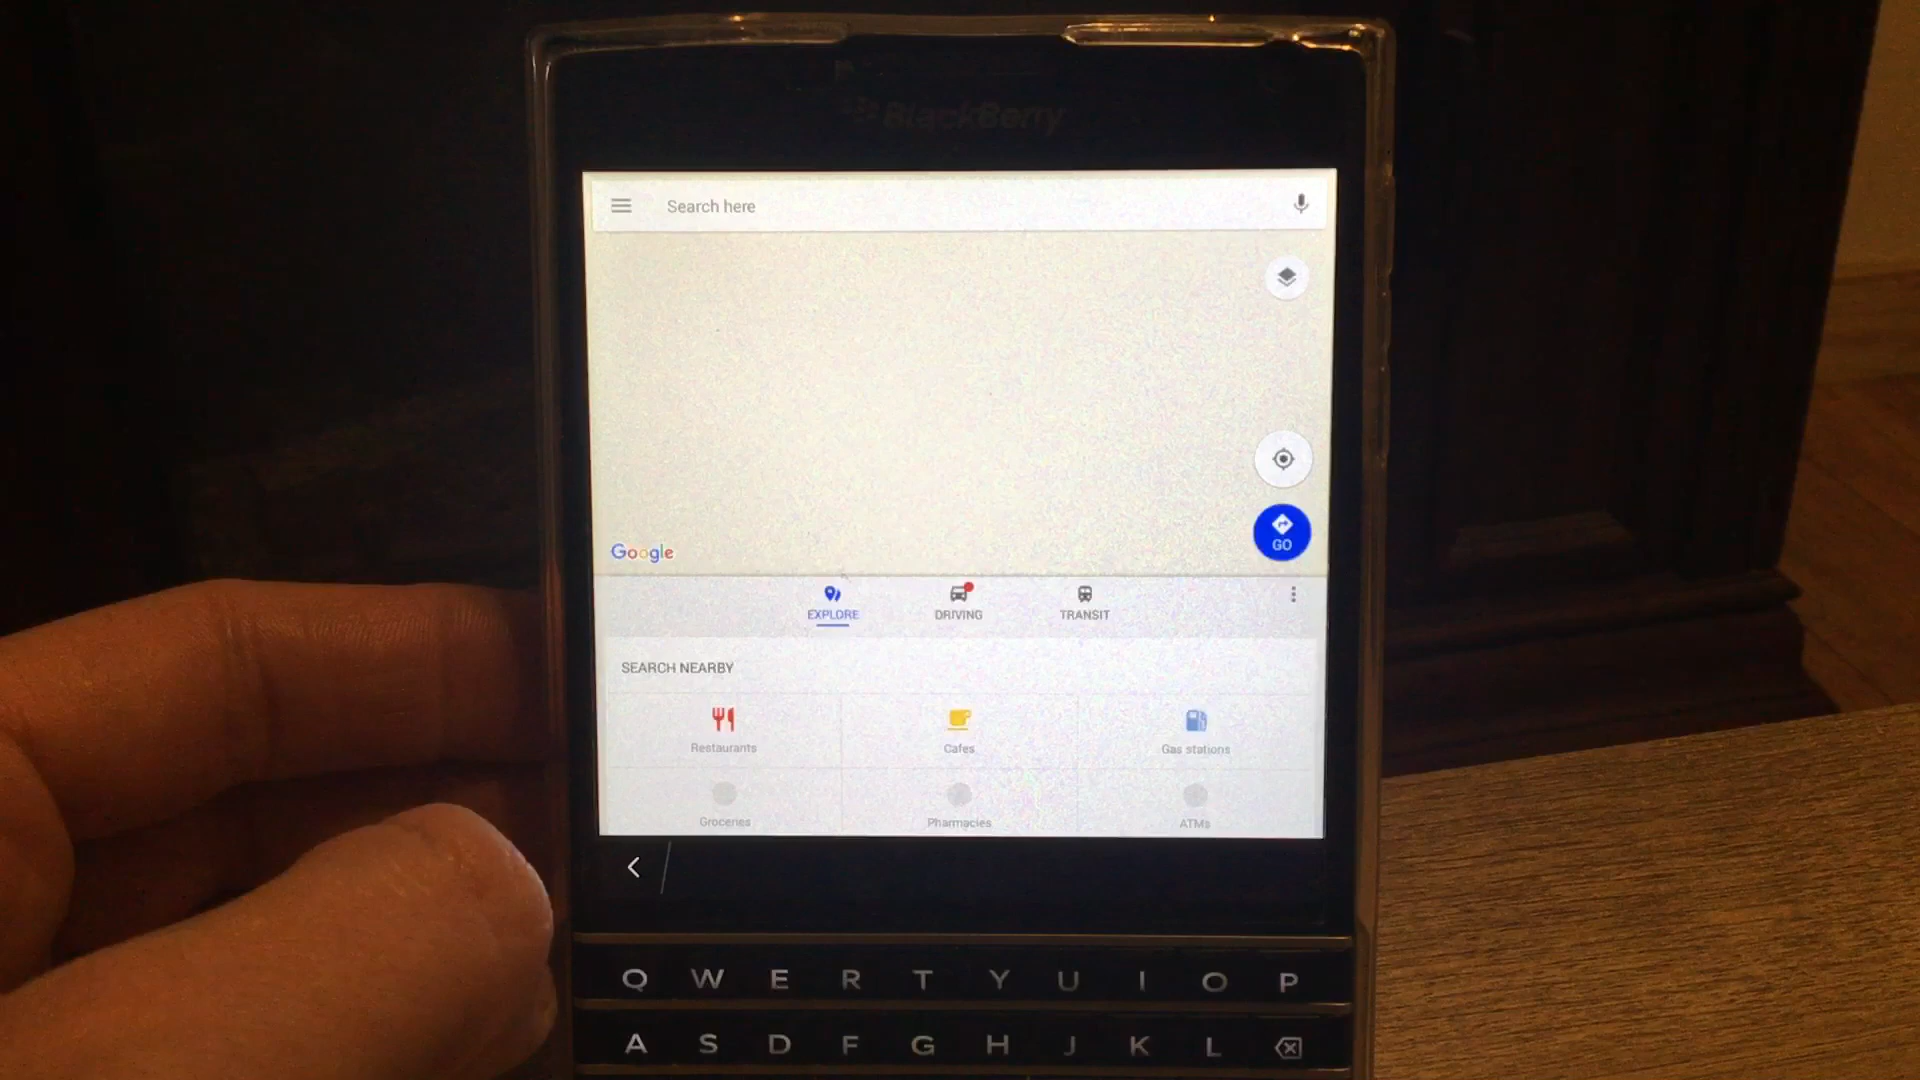 BlackBerry
Search here
Google
GO
EXPLORE DRIVING TRANSIT
SEARCH NEARBY
Restaurants Cafes Gas stations
Groceries Pharmacies ATMs
Q W E R T Y U I O P
A S D F G H J K L